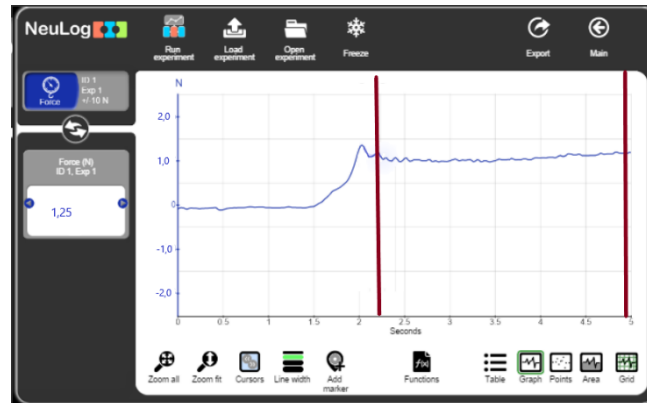 NeuLog
Run
experiment
Load
experiment
Open
experiment
Freeze
Export
Main
Force
ID 1
Exp 1
+/-10 N
Force (N)
ID 1, Exp 1
1,25
N
2,0
1,0
0
-1,0
-2,0
0 0.5 1 1.5 2 2.5 3 3.5 4 4.5 5
Seconds
Zoom all
Zoom fit
Cursors
Line width
Add
marker
f(x)
Functions
Table
Graph
Points
Area
Grid